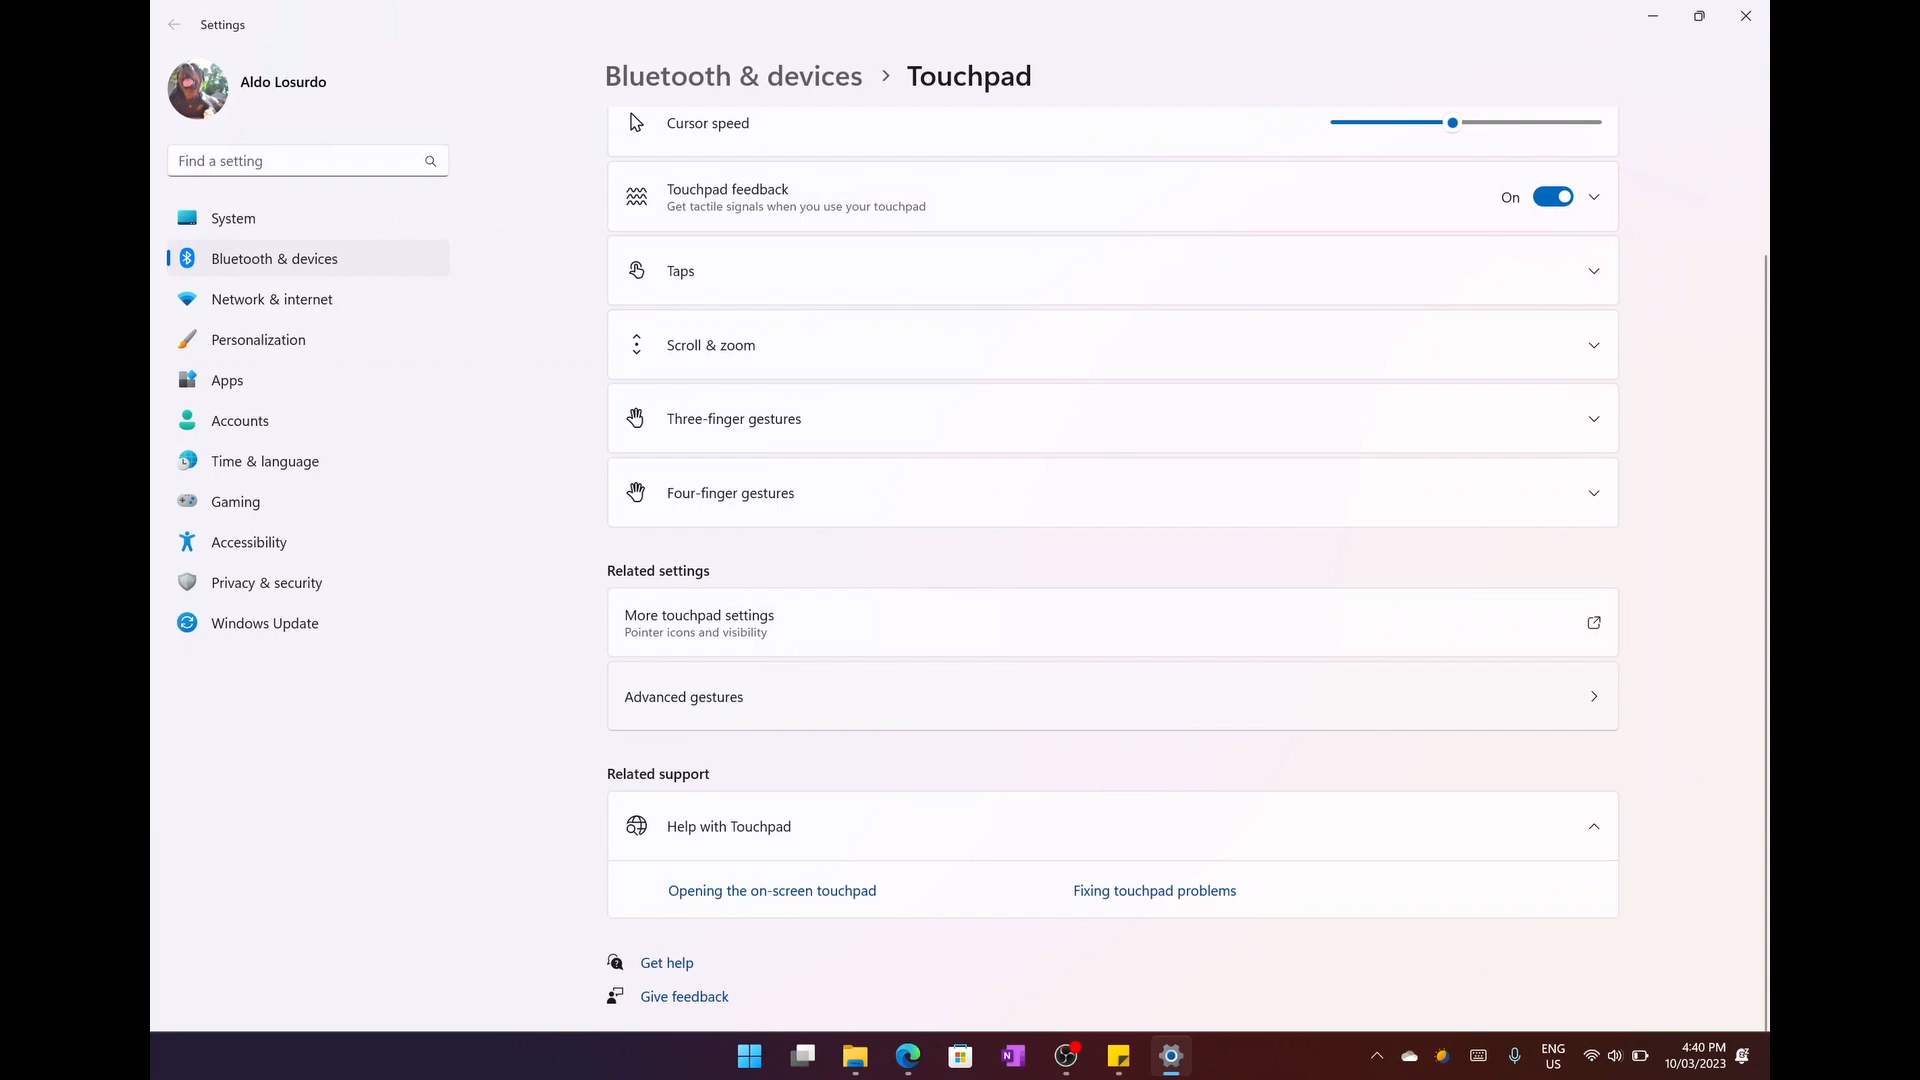 Settings
Aldo Losurdo
Find a setting
System
Bluetooth & devices
Network & internet
Personalization
Apps
Accounts
Time & language
Gaming
Accessibility
Privacy & security
Windows Update
Bluetooth & devices > Touchpad
Cursor speed
Touchpad feedback
Get tactile signals when you use your touchpad
On
Taps
Scroll & zoom
Three-finger gestures
Four-finger gestures
Related settings
More touchpad settings
Pointer icons and visibility
Advanced gestures
Related support
Help with Touchpad
Opening the on-screen touchpad
Fixing touchpad problems
Get help
Give feedback
N
ENG
US
4:40 PM
10/03/2023